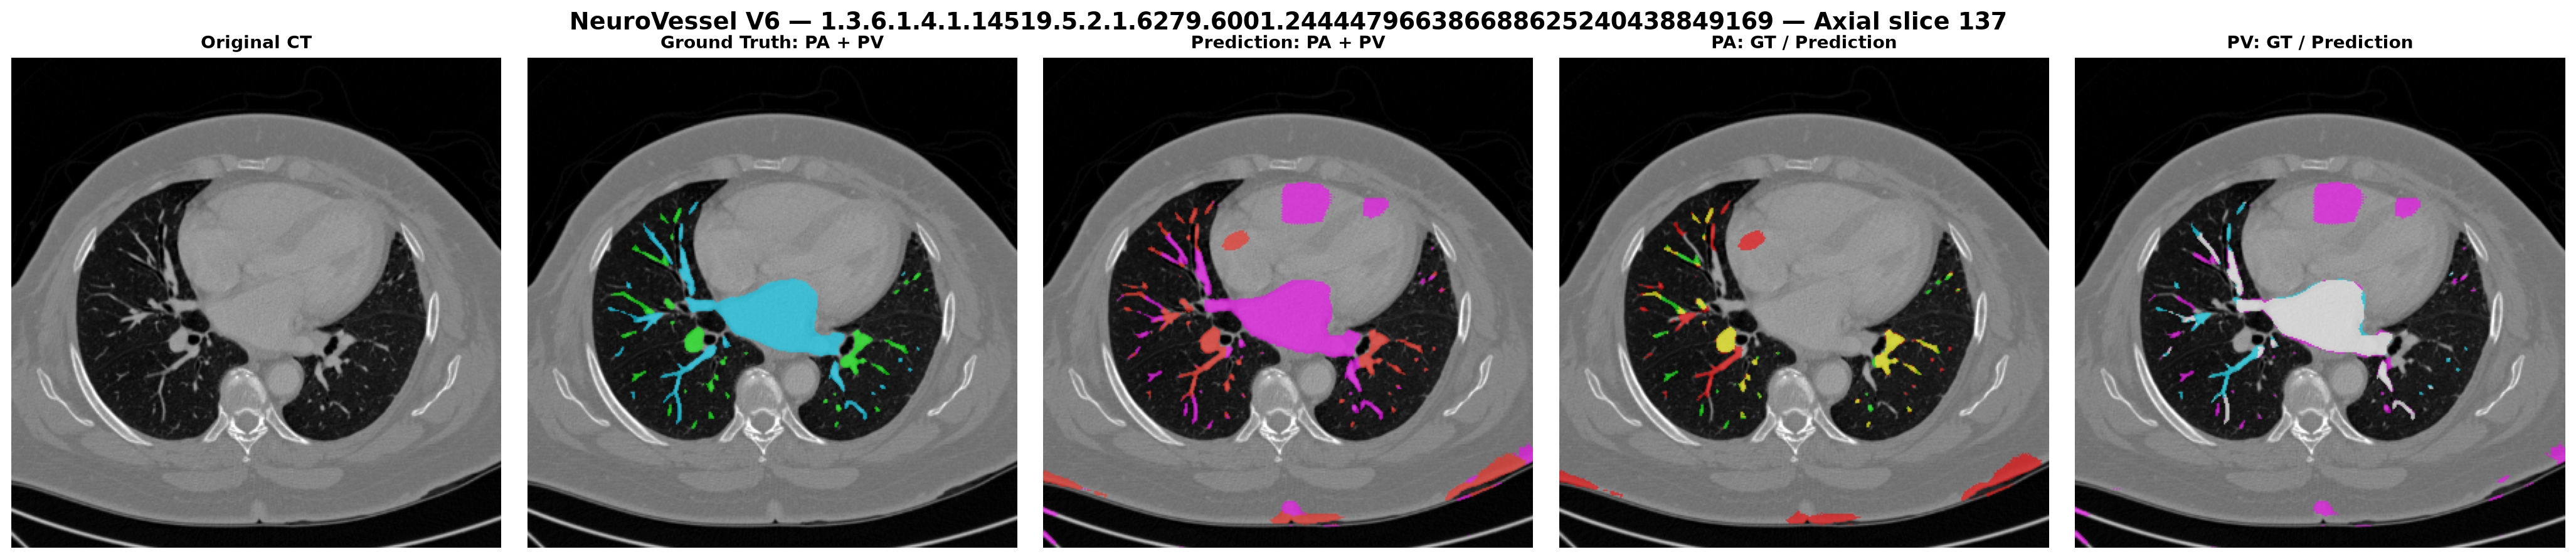 NeuroVessel V6 — 1.3.6.1.4.1.14519.5.2.1.6279.6001.244447966386688625240438849169 — Axial slice 137
Original CT
Ground Truth: PA + PV
Prediction: PA + PV
PA: GT / Prediction
PV: GT / Prediction